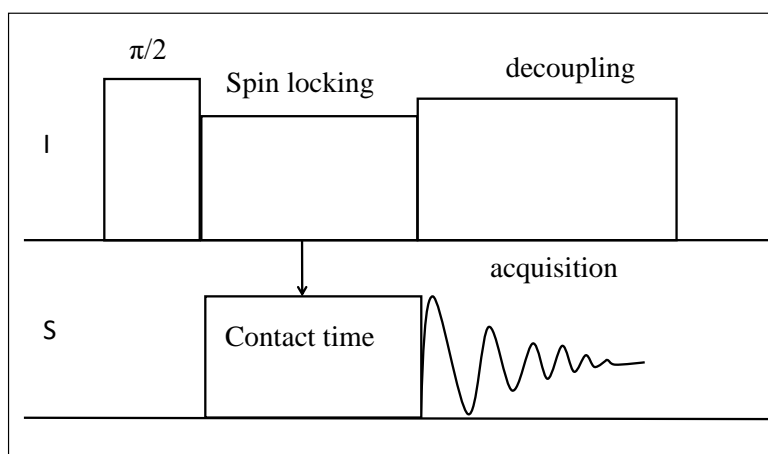 π/2
Spin locking
decoupling
I
acquisition
S
Contact time